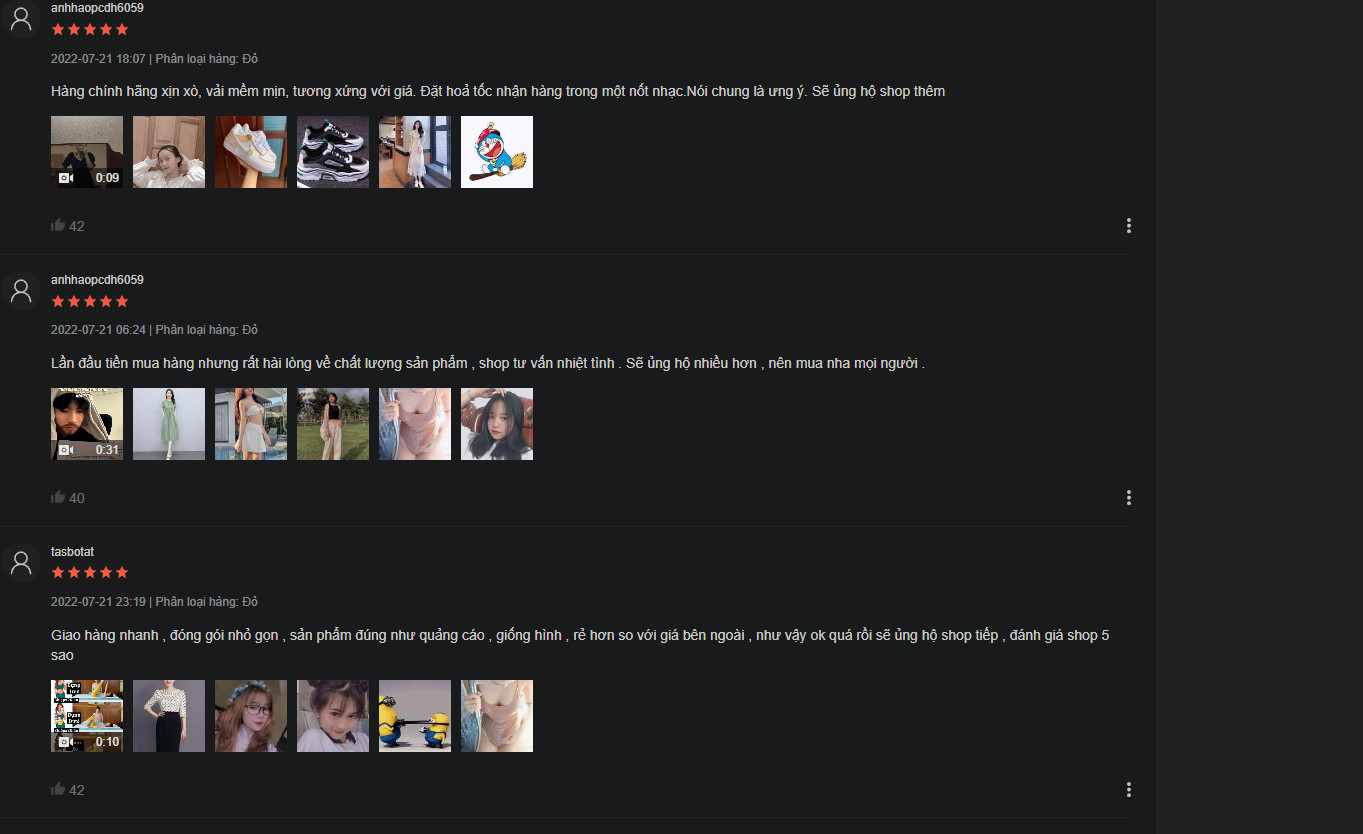 anhhaopcdh6059
2022-07-21 18:07 | Phân loại hàng: Đỏ
Hàng chính hãng xịn xò, vải mềm mịn, tương xứng với giá. Đặt hoả tốc nhận hàng trong một nốt nhạc.Nói chung là ưng ý. Sẽ ủng hộ shop thêm
0:09
42
anhhaopcdh6059
2022-07-21 06:24 | Phân loại hàng: Đỏ
Lần đầu tiền mua hàng nhưng rất hài lòng về chất lượng sản phẩm , shop tư vấn nhiệt tình . Sẽ ủng hộ nhiều hơn , nên mua nha mọi người .
0:31
40
tasbotat
2022-07-21 23:19 | Phân loại hàng: Đỏ
Giao hàng nhanh , đóng gói nhỏ gọn , sản phẩm đúng như quảng cáo , giống hình , rẻ hơn so với giá bên ngoài , như vậy ok quá rồi sẽ ủng hộ shop tiếp , đánh giá shop 5
sao
0:10
42